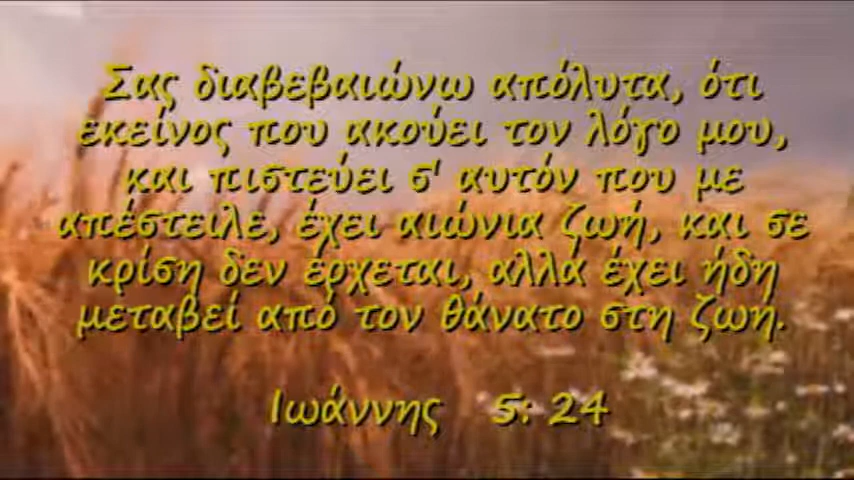 Σας διαβεβαιώνω απόλυτα, ότι
εκείνος που ακούει τον λόγο μου,
και πιστεύει σ' αυτόν που με
απέστειλε, έχει αιώνια ζωή, και σε
κρίση δεν έρχεται, αλλά έχει ήδη
μεταβεί από τον θάνατο στη ζωή.
Ιωάννης 5: 24